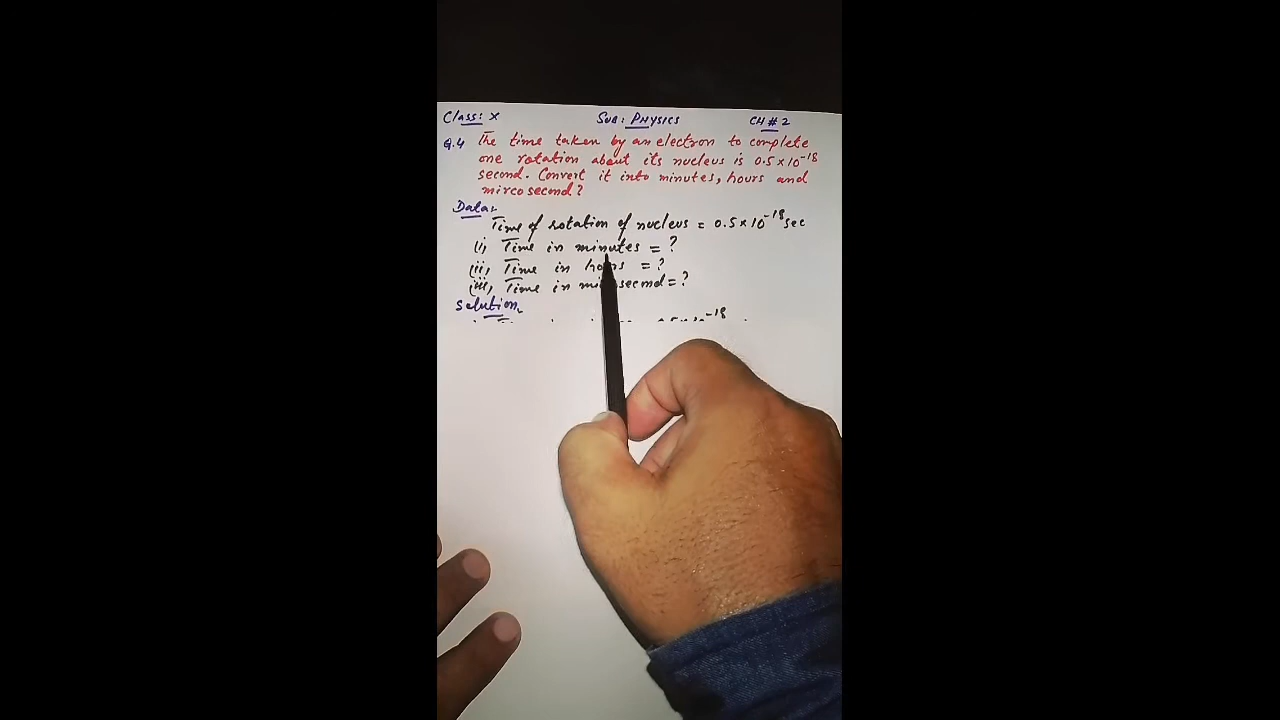 Class: X Sub: Physics CH # 2
Q.4 The time taken by an electron to complete
one rotation about its nucleus is 0.5×10⁻¹⁸
second. Convert it into minutes, hours and
mirco second?
Data:
Time of rotation of nucleus = 0.5×10⁻¹⁸ sec
(i), Time in minutes = ?
(ii), Time in hours = ?
(iii), Time in second = ?
Solution.